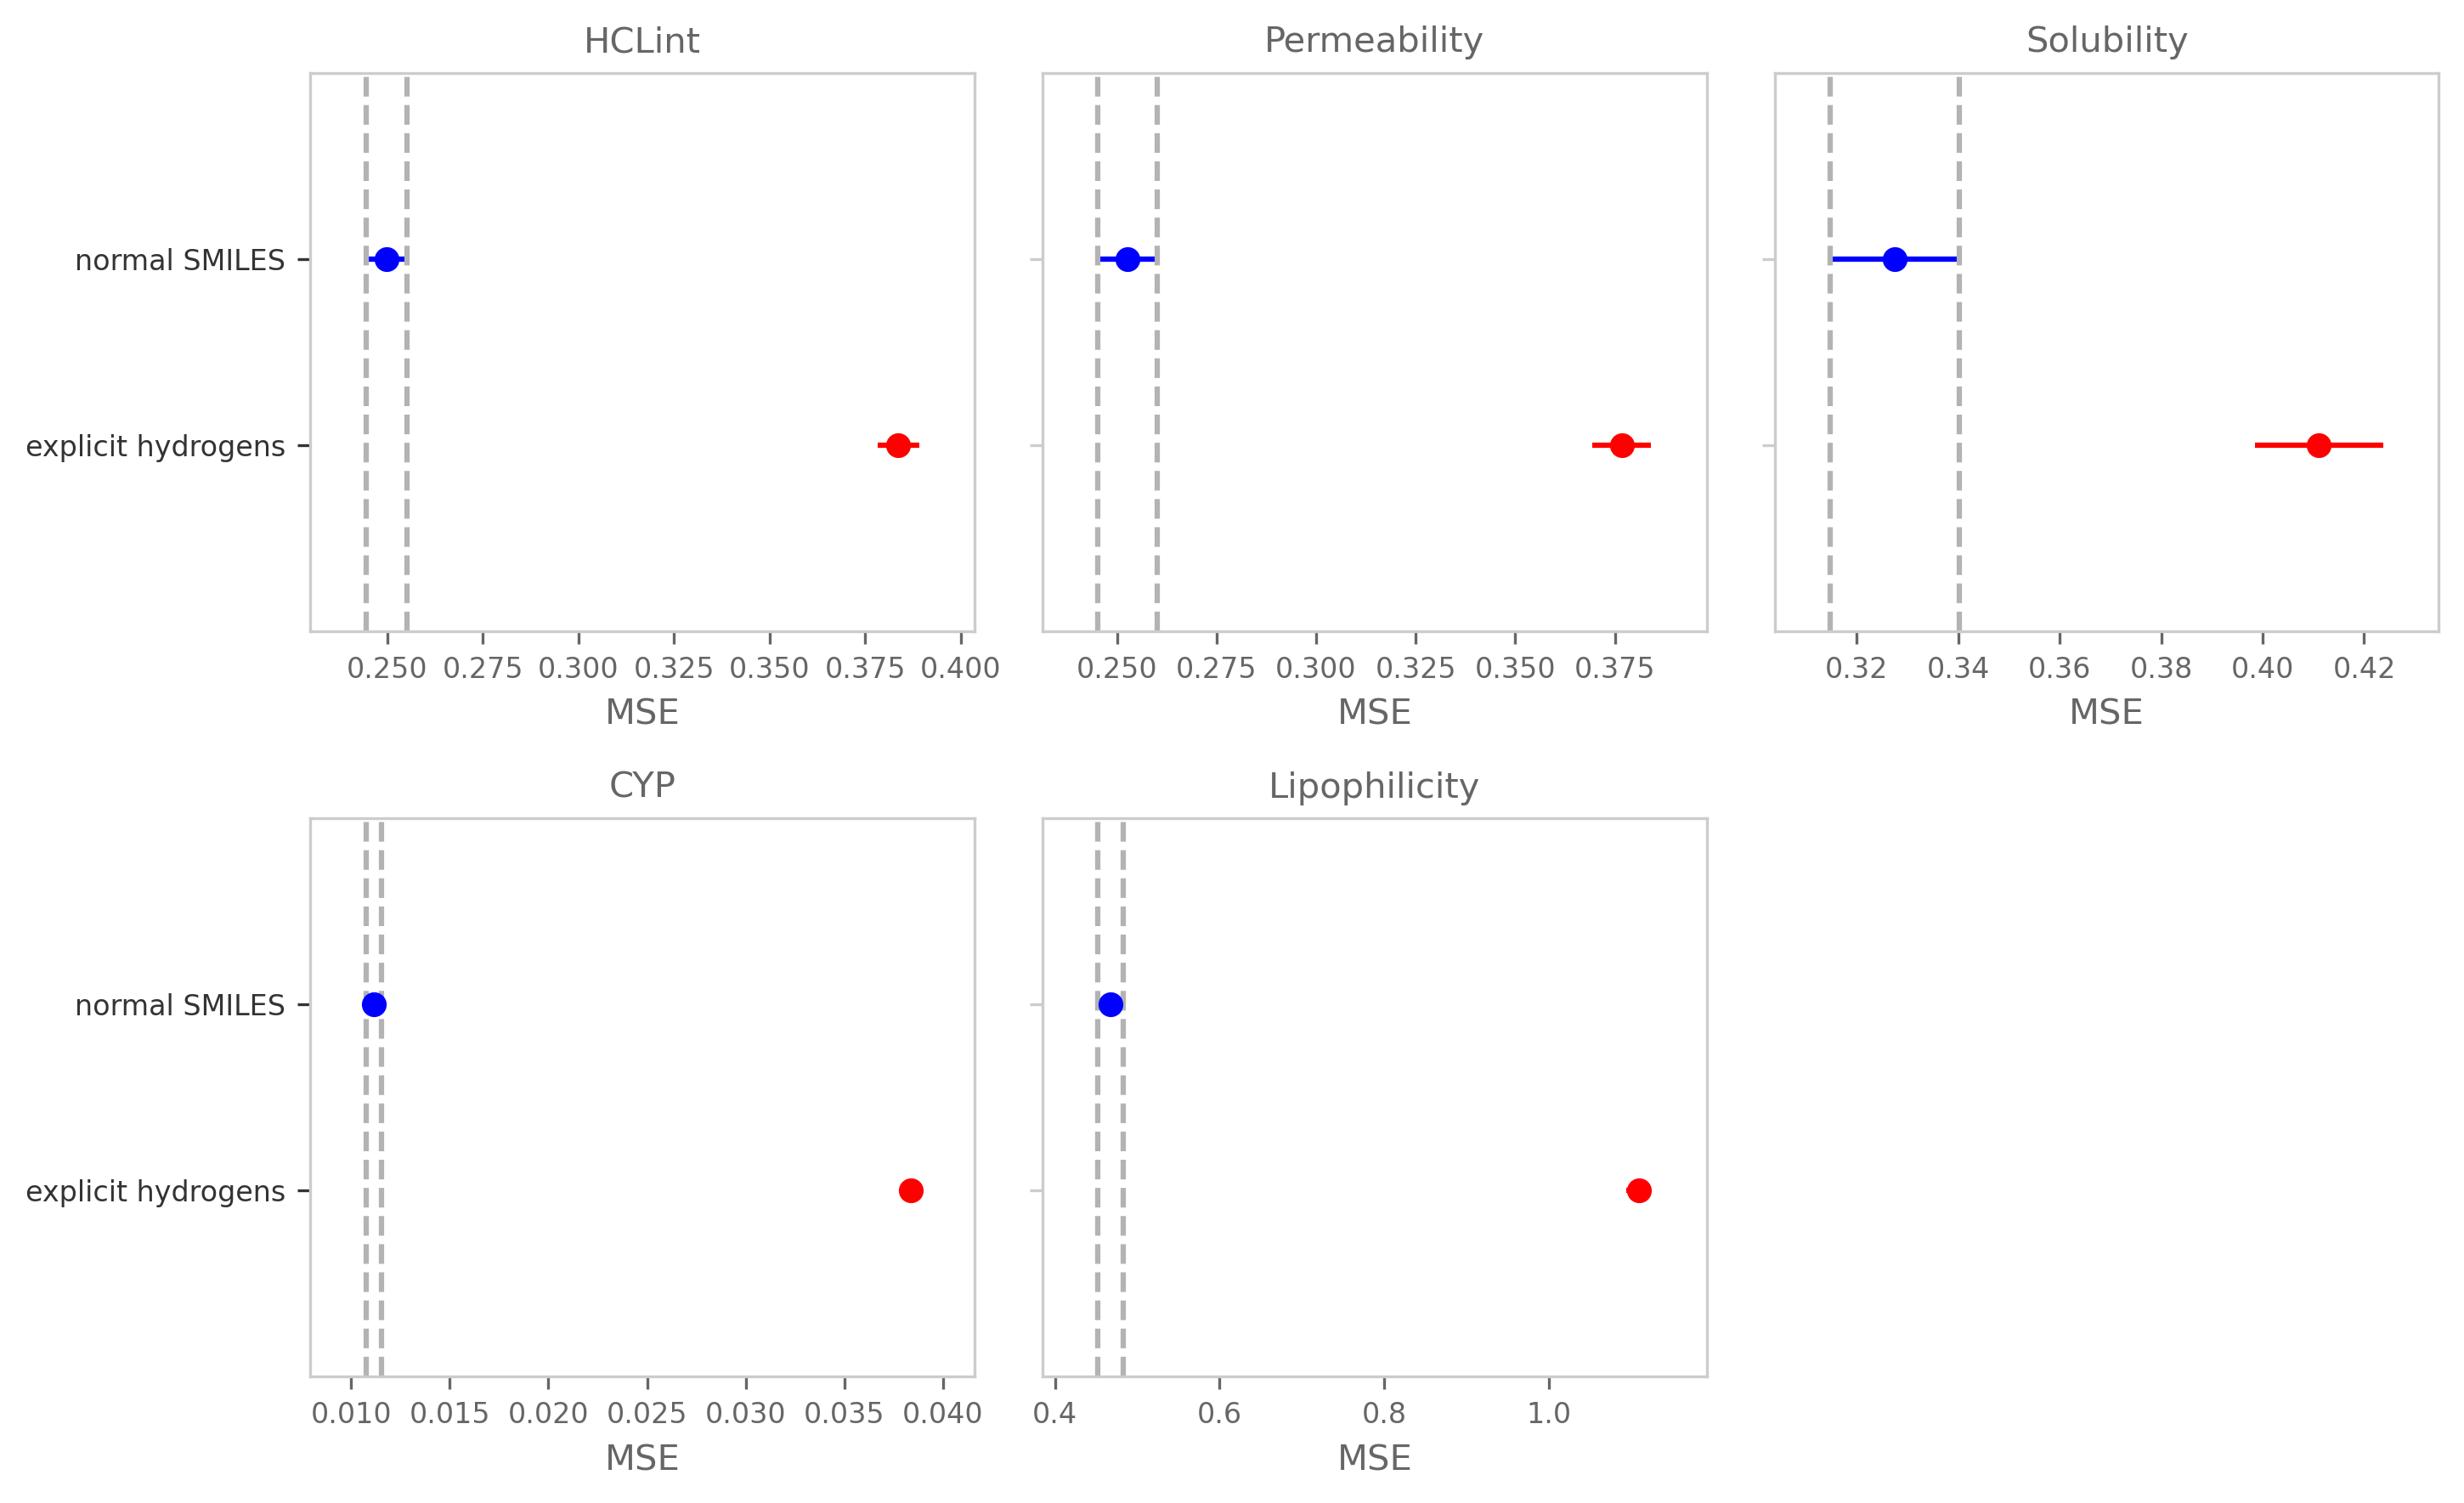 HCLint
Permeability
Solubility
normal SMILES
explicit hydrogens
0.250 0.275 0.300 0.325 0.350 0.375 0.400
0.250 0.275 0.300 0.325 0.350 0.375
0.32 0.34 0.36 0.38 0.40 0.42
MSE
MSE
MSE
CYP
Lipophilicity
normal SMILES
explicit hydrogens
0.010 0.015 0.020 0.025 0.030 0.035 0.040
0.4 0.6 0.8 1.0
MSE
MSE